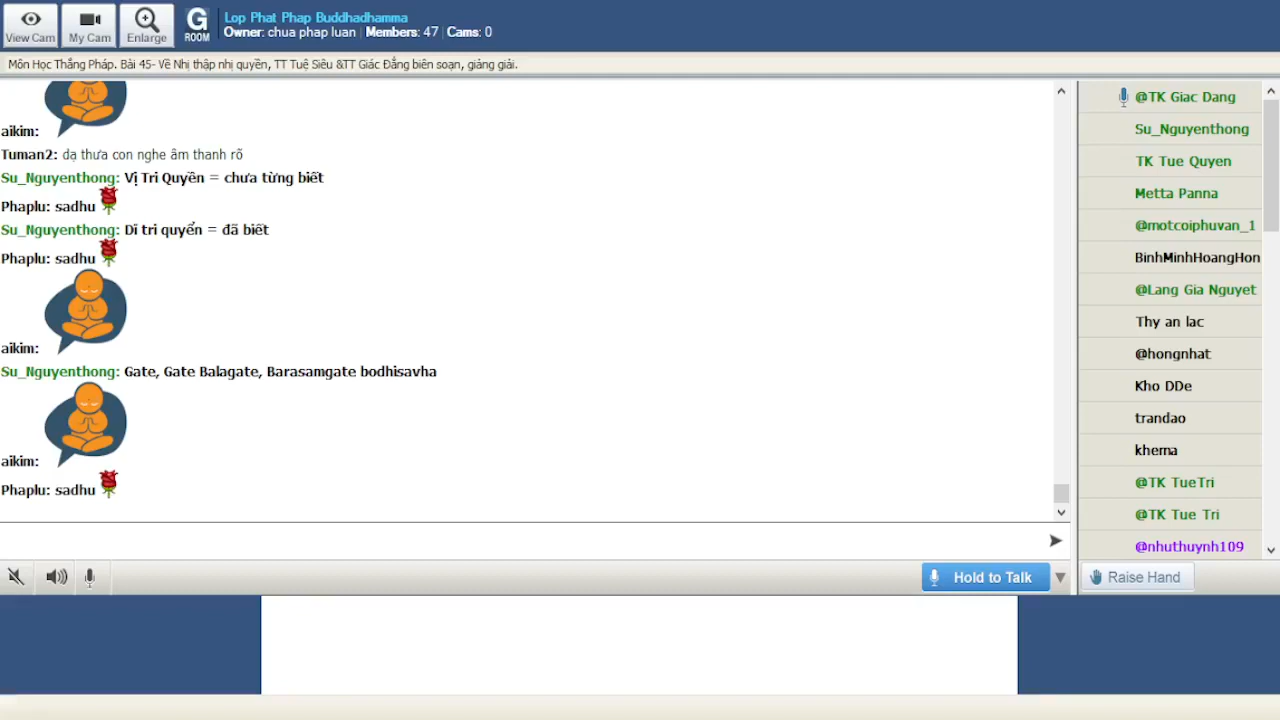 View Cam
My Cam
Enlarge
G
ROOM
Lop Phat Phap Buddhadhamma
Owner: chua phap luan | Members: 47 | Cams: 0
Môn Học Thắng Pháp. Bài 45- Về Nhị thập nhị quyền, TT Tuệ Siêu &TT Giác Đẳng biên soạn, giảng giải.
aikim:
Tuman2: dạ thưa con nghe âm thanh rõ
Su_Nguyenthong: Vị Tri Quyền = chưa từng biết
Phaplu: sadhu
Su_Nguyenthong: Dĩ tri quyển = đã biết
Phaplu: sadhu
aikim:
Su_Nguyenthong: Gate, Gate Balagate, Barasamgate bodhisavha
aikim:
Phaplu: sadhu
@TK Giac Dang
Su_Nguyenthong
TK Tue Quyen
Metta Panna
@motcoiphuvan_1
BinhMinhHoangHon
@Lang Gia Nguyet
Thy an lac
@hongnhat
Kho DDe
trandao
khema
@TK TueTri
@TK Tue Tri
@nhuthuynh109
Hold to Talk
Raise Hand